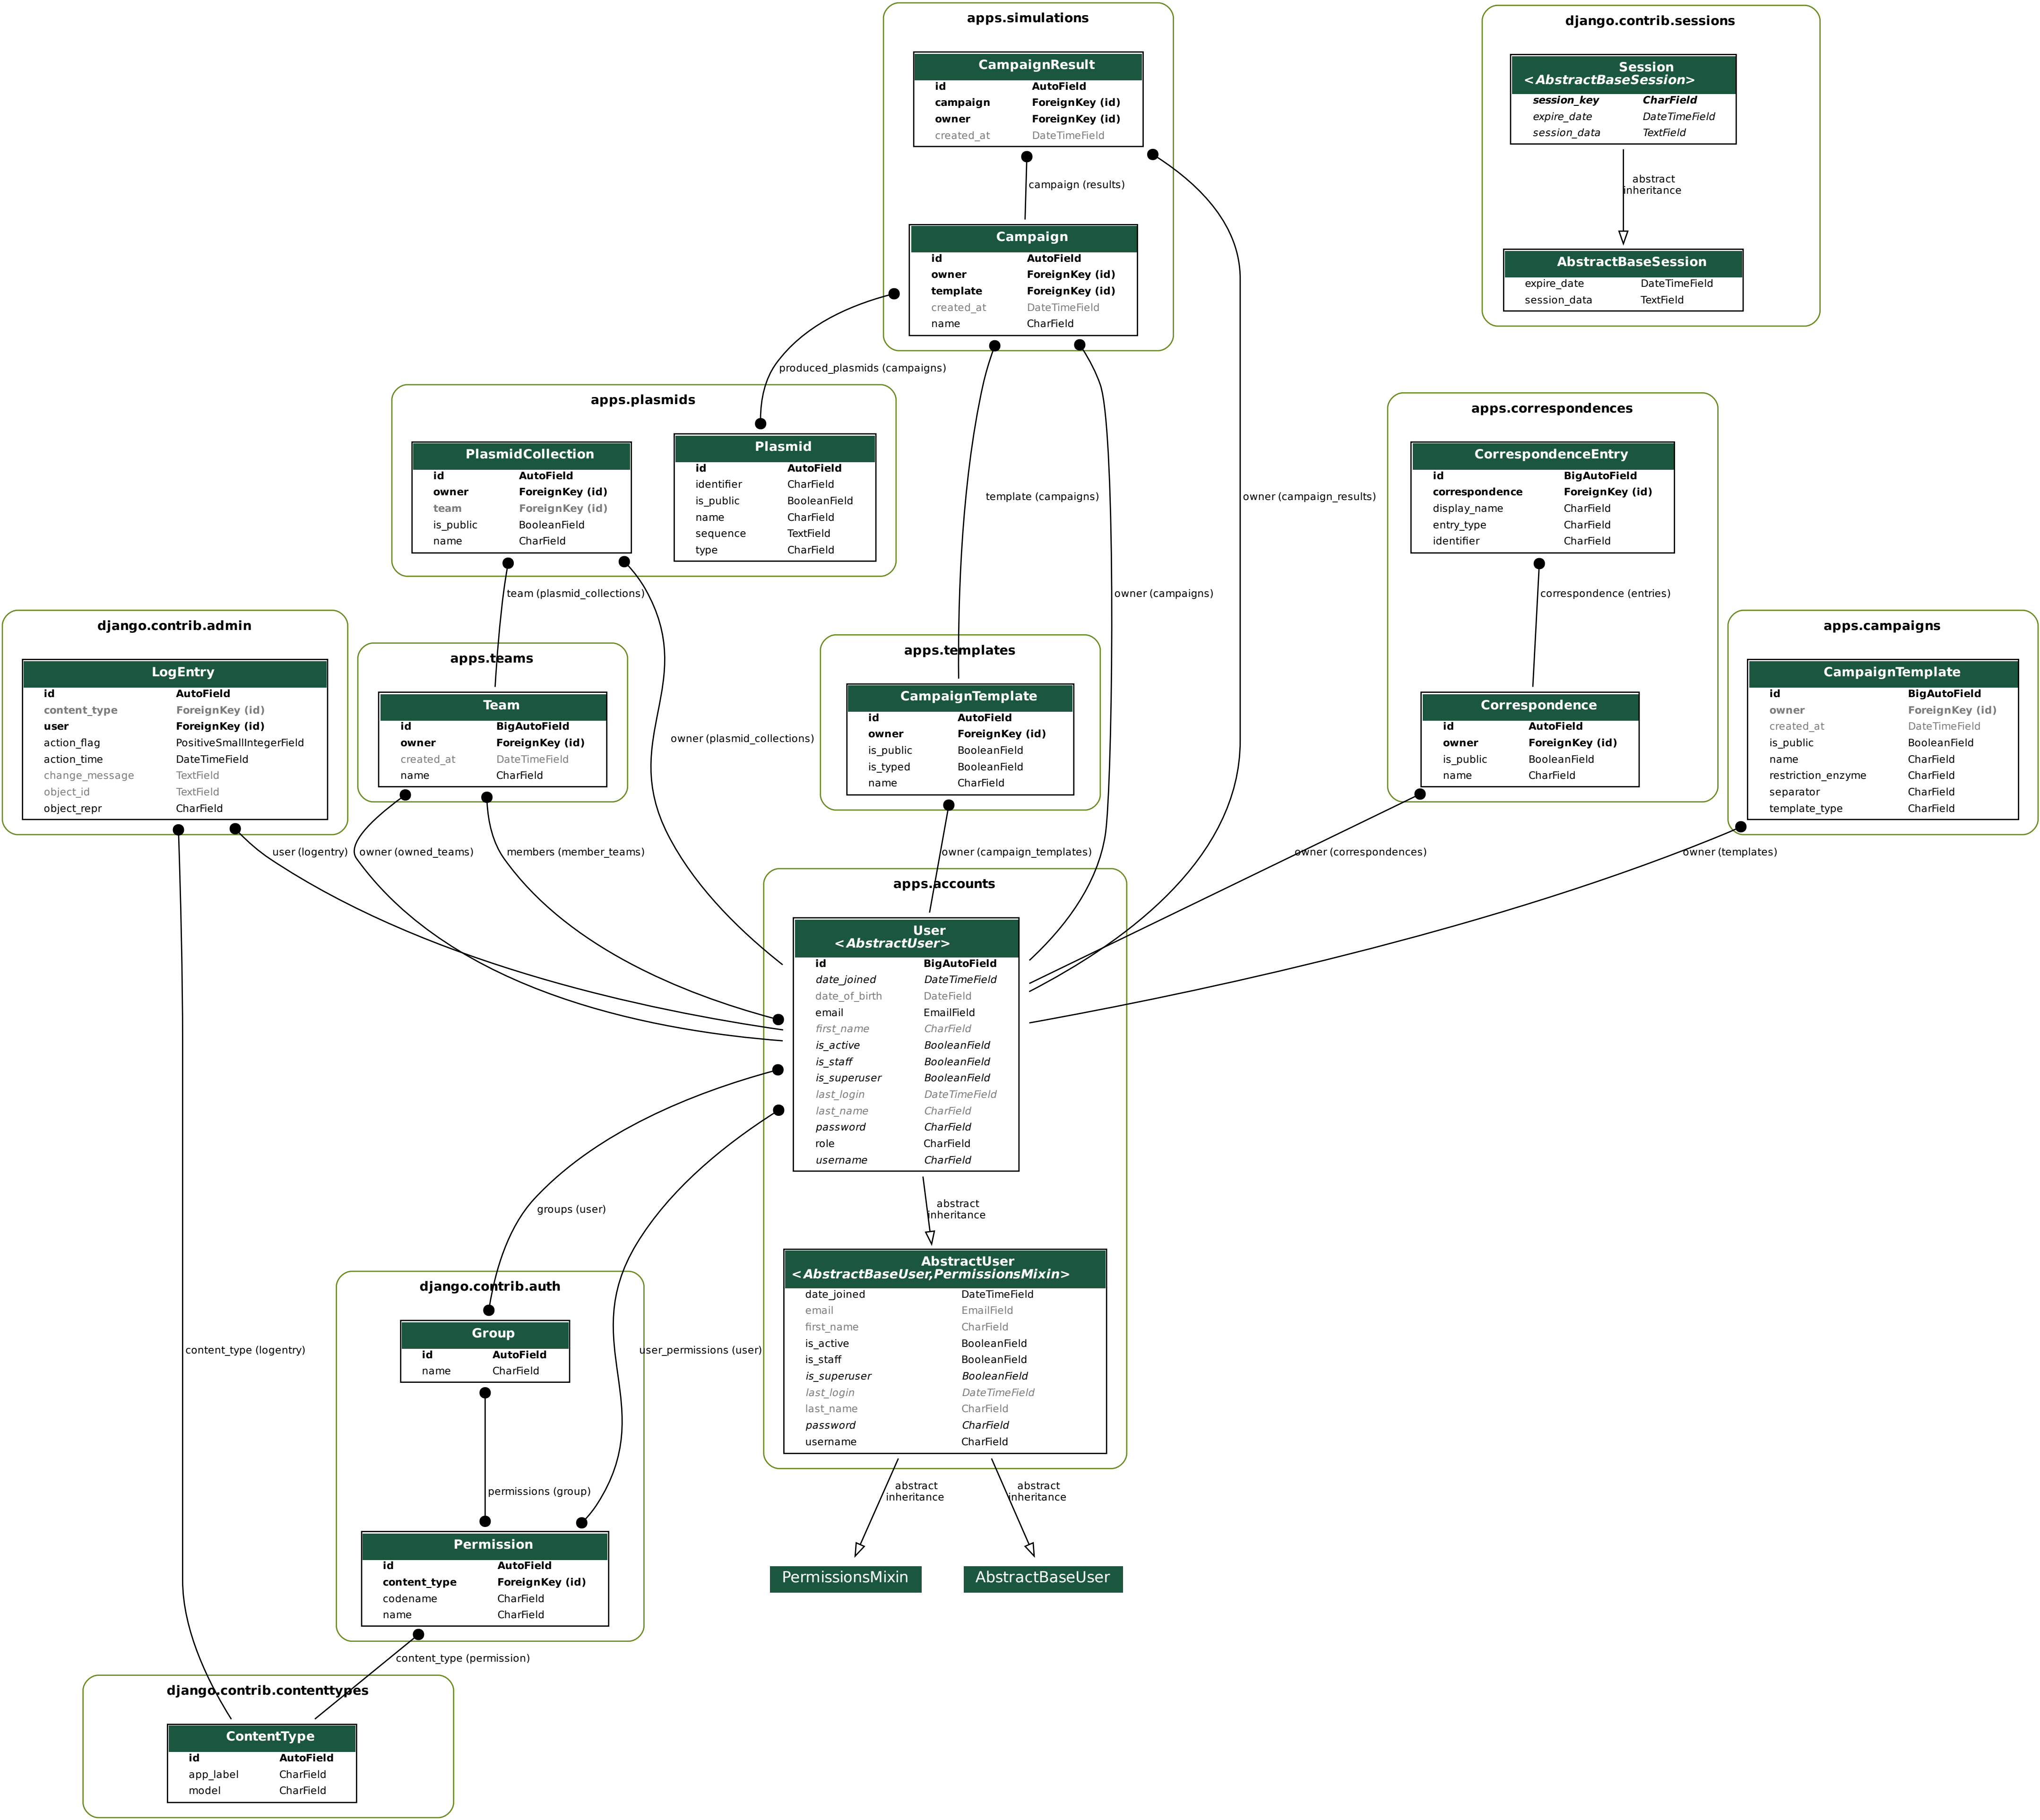 apps.simulations
CampaignResult
id AutoField
campaign ForeignKey (id)
owner ForeignKey (id)
created_at DateTimeField
campaign (results)
Campaign
id AutoField
owner ForeignKey (id)
template ForeignKey (id)
created_at DateTimeField
name CharField
django.contrib.sessions
Session
<AbstractBaseSession>
session_key CharField
expire_date DateTimeField
session_data TextField
abstract
inheritance
AbstractBaseSession
expire_date DateTimeField
session_data TextField
produced_plasmids (campaigns)
apps.plasmids
PlasmidCollection
id AutoField
owner ForeignKey (id)
team ForeignKey (id)
is_public BooleanField
name CharField
Plasmid
id AutoField
identifier CharField
is_public BooleanField
name CharField
sequence TextField
type CharField
template (campaigns)
owner (campaign_results)
owner (campaigns)
apps.correspondences
CorrespondenceEntry
id BigAutoField
correspondence ForeignKey (id)
display_name CharField
entry_type CharField
identifier CharField
correspondence (entries)
Correspondence
id AutoField
owner ForeignKey (id)
is_public BooleanField
name CharField
team (plasmid_collections)
owner (plasmid_collections)
django.contrib.admin
LogEntry
id AutoField
content_type ForeignKey (id)
user ForeignKey (id)
action_flag PositiveSmallIntegerField
action_time DateTimeField
change_message TextField
object_id TextField
object_repr CharField
apps.teams
Team
id BigAutoField
owner ForeignKey (id)
created_at DateTimeField
name CharField
apps.templates
CampaignTemplate
id AutoField
owner ForeignKey (id)
is_public BooleanField
is_typed BooleanField
name CharField
apps.campaigns
CampaignTemplate
id BigAutoField
owner ForeignKey (id)
created_at DateTimeField
is_public BooleanField
name CharField
restriction_enzyme CharField
separator CharField
template_type CharField
user (logentry)
owner (owned_teams)
members (member_teams)
owner (campaign_templates)
owner (correspondences)
owner (templates)
apps.accounts
User
<AbstractUser>
id BigAutoField
date_joined DateTimeField
date_of_birth DateField
email EmailField
first_name CharField
is_active BooleanField
is_staff BooleanField
is_superuser BooleanField
last_login DateTimeField
last_name CharField
password CharField
role CharField
username CharField
abstract
inheritance
AbstractUser
<AbstractBaseUser,PermissionsMixin>
date_joined DateTimeField
email EmailField
first_name CharField
is_active BooleanField
is_staff BooleanField
is_superuser BooleanField
last_login DateTimeField
last_name CharField
password CharField
username CharField
groups (user)
django.contrib.auth
Group
id AutoField
name CharField
content_type (logentry)
user_permissions (user)
permissions (group)
Permission
id AutoField
content_type ForeignKey (id)
codename CharField
name CharField
abstract
inheritance
abstract
inheritance
PermissionsMixin
AbstractBaseUser
content_type (permission)
django.contrib.contenttypes
ContentType
id AutoField
app_label CharField
model CharField